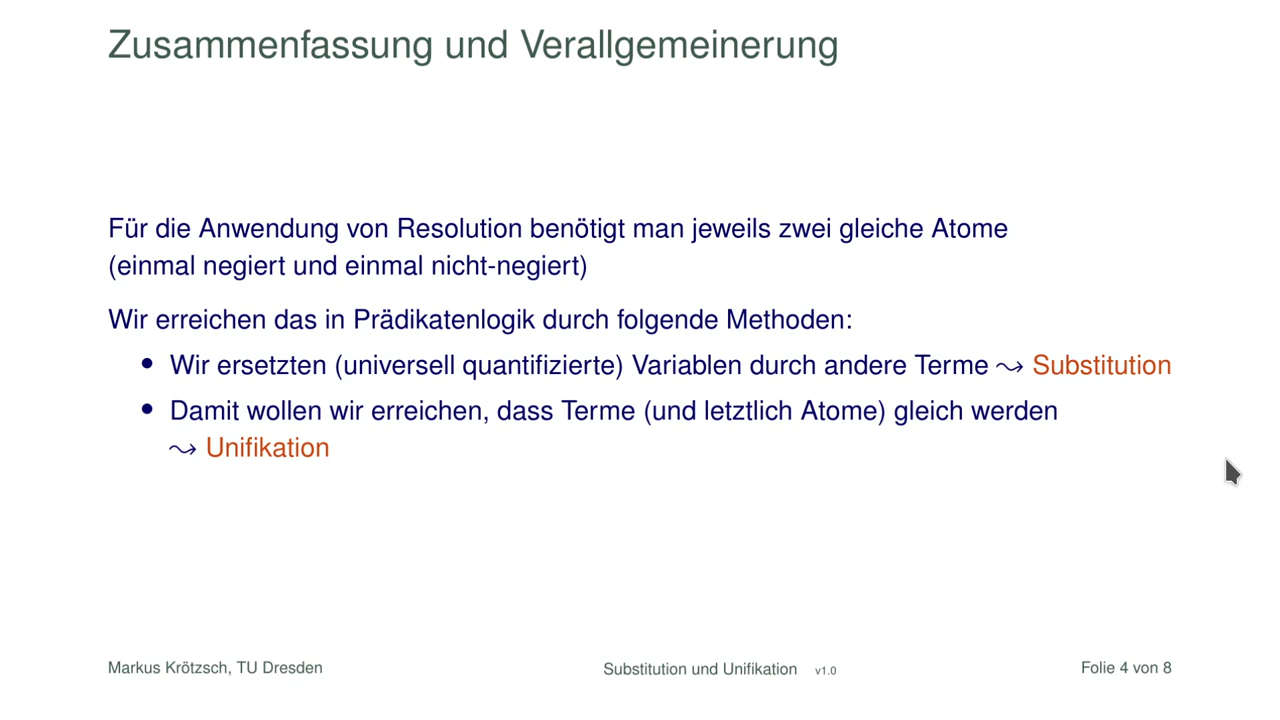 Zusammenfassung und Verallgemeinerung
Für die Anwendung von Resolution benötigt man jeweils zwei gleiche Atome
(einmal negiert und einmal nicht-negiert)
Wir erreichen das in Prädikatenlogik durch folgende Methoden:
• Wir ersetzten (universell quantifizierte) Variablen durch andere Terme ⤳ Substitution
• Damit wollen wir erreichen, dass Terme (und letztlich Atome) gleich werden
⤳ Unifikation
Markus Krötzsch, TU Dresden Substitution und Unifikation v1.0 Folie 4 von 8